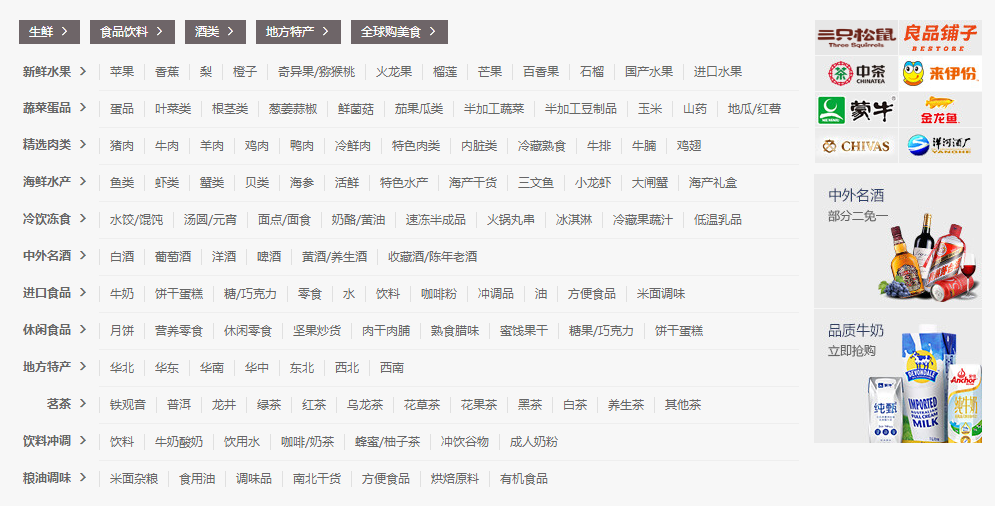 生鲜 > 食品饮料 > 酒类 > 地方特产 > 全球购美食 >
新鲜水果 > 苹果 香蕉 梨 橙子 奇异果/猕猴桃 火龙果 榴莲 芒果 百香果 石榴 国产水果 进口水果
蔬菜蛋品 > 蛋品 叶菜类 根茎类 葱姜蒜椒 鲜菌菇 茄果瓜类 半加工蔬菜 半加工豆制品 玉米 山药 地瓜/红薯
精选肉类 > 猪肉 牛肉 羊肉 鸡肉 鸭肉 冷鲜肉 特色肉类 内脏类 冷藏熟食 牛排 牛腩 鸡翅
海鲜水产 > 鱼类 虾类 蟹类 贝类 海参 活鲜 特色水产 海产干货 三文鱼 小龙虾 大闸蟹 海产礼盒
冷饮冻食 > 水饺/馄饨 汤圆/元宵 面点/面食 奶酪/黄油 速冻半成品 火锅丸串 冰淇淋 冷藏果蔬汁 低温乳品
中外名酒 > 白酒 葡萄酒 洋酒 啤酒 黄酒/养生酒 收藏酒/陈年老酒
进口食品 > 牛奶 饼干蛋糕 糖/巧克力 零食 水 饮料 咖啡粉 冲调品 油 方便食品 米面调味
休闲食品 > 月饼 营养零食 休闲零食 坚果炒货 肉干肉脯 熟食腊味 蜜饯果干 糖果/巧克力 饼干蛋糕
地方特产 > 华北 华东 华南 华中 东北 西北 西南
茗茶 > 铁观音 普洱 龙井 绿茶 红茶 乌龙茶 花草茶 花果茶 黑茶 白茶 养生茶 其他茶
饮料冲调 > 饮料 牛奶酸奶 饮用水 咖啡/奶茶 蜂蜜/柚子茶 冲饮谷物 成人奶粉
粮油调味 > 米面杂粮 食用油 调味品 南北干货 方便食品 烘焙原料 有机食品
三只松鼠 良品铺子
Three Squirrels BESTORE
中茶 来伊份
CHINATEA
蒙牛 金龙鱼
CHIVAS 洋河酒厂
YANGHE
中外名酒
部分二免一
品质牛奶
立即抢购
DEVONDALE
Anchor
纯甄
纯牛奶
IMPORTED
AUSTRALIAN
FULL CREAM
MILK